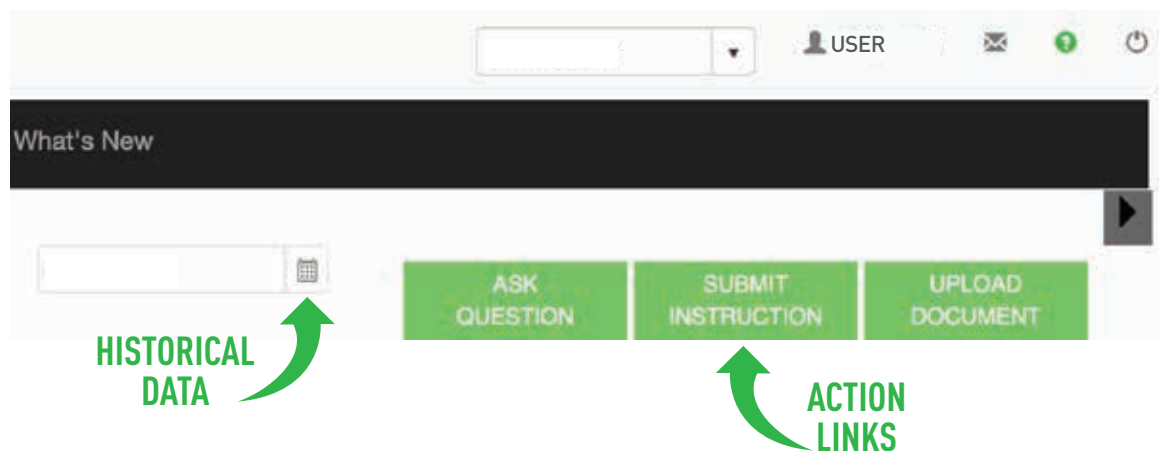 USER
What's New
ASK
QUESTION
SUBMIT
INSTRUCTION
UPLOAD
DOCUMENT
HISTORICAL
DATA
ACTION
LINKS